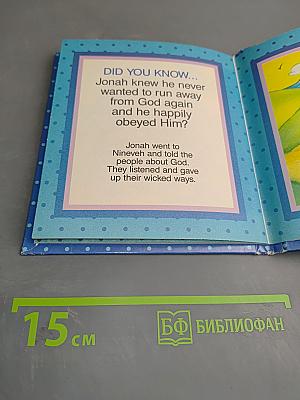 DID YOU KNOW...
Jonah knew he never
wanted to run away
from God again
and he happily
obeyed Him?
Jonah went to
Nineveh and told the
people about God.
They listened and gave
up their wicked ways.
15 см
БФ БИБЛИОФАН